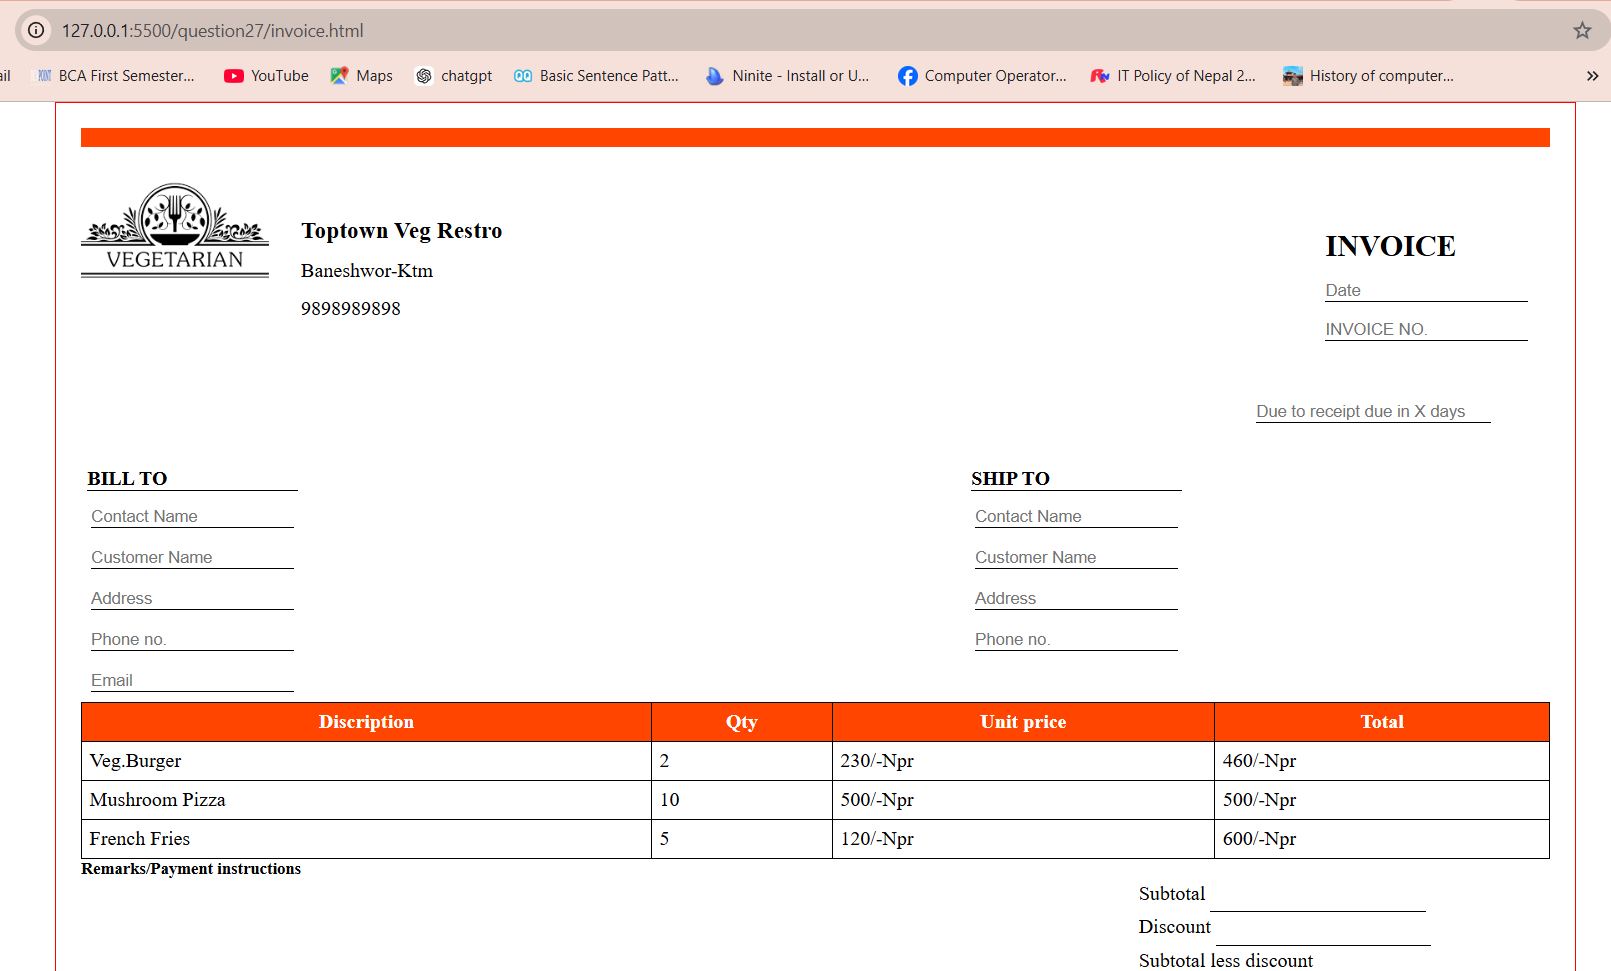 127.0.0.1:5500/question27/invoice.html
ail BCA First Semester... YouTube Maps chatgpt Basic Sentence Patt... Ninite - Install or U... Computer Operator... IT Policy of Nepal 2... History of computer... »
VEGETARIAN
Toptown Veg Restro
Baneshwor-Ktm
9898989898
INVOICE
Date
INVOICE NO.
Due to receipt due in X days
BILL TO SHIP TO
Contact Name Contact Name
Customer Name Customer Name
Address Address
Phone no. Phone no.
Email
Discription Qty Unit price Total
Veg.Burger 2 230/-Npr 460/-Npr
Mushroom Pizza 10 500/-Npr 500/-Npr
French Fries 5 120/-Npr 600/-Npr
Remarks/Payment instructions
Subtotal
Discount
Subtotal less discount